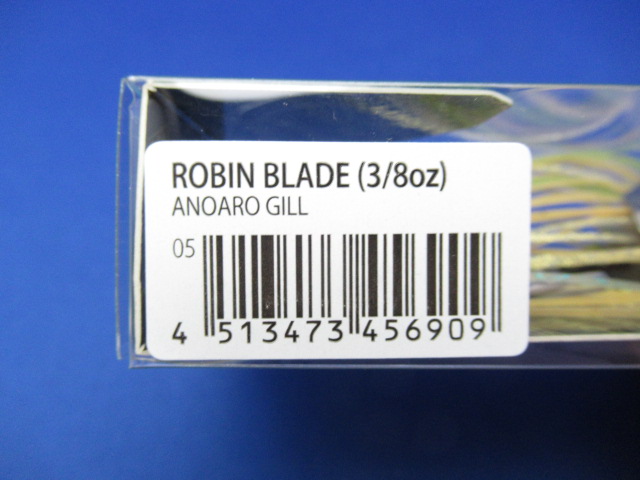 ROBIN BLADE (3/8oz)
ANOARO GILL
05
4 513473 456909